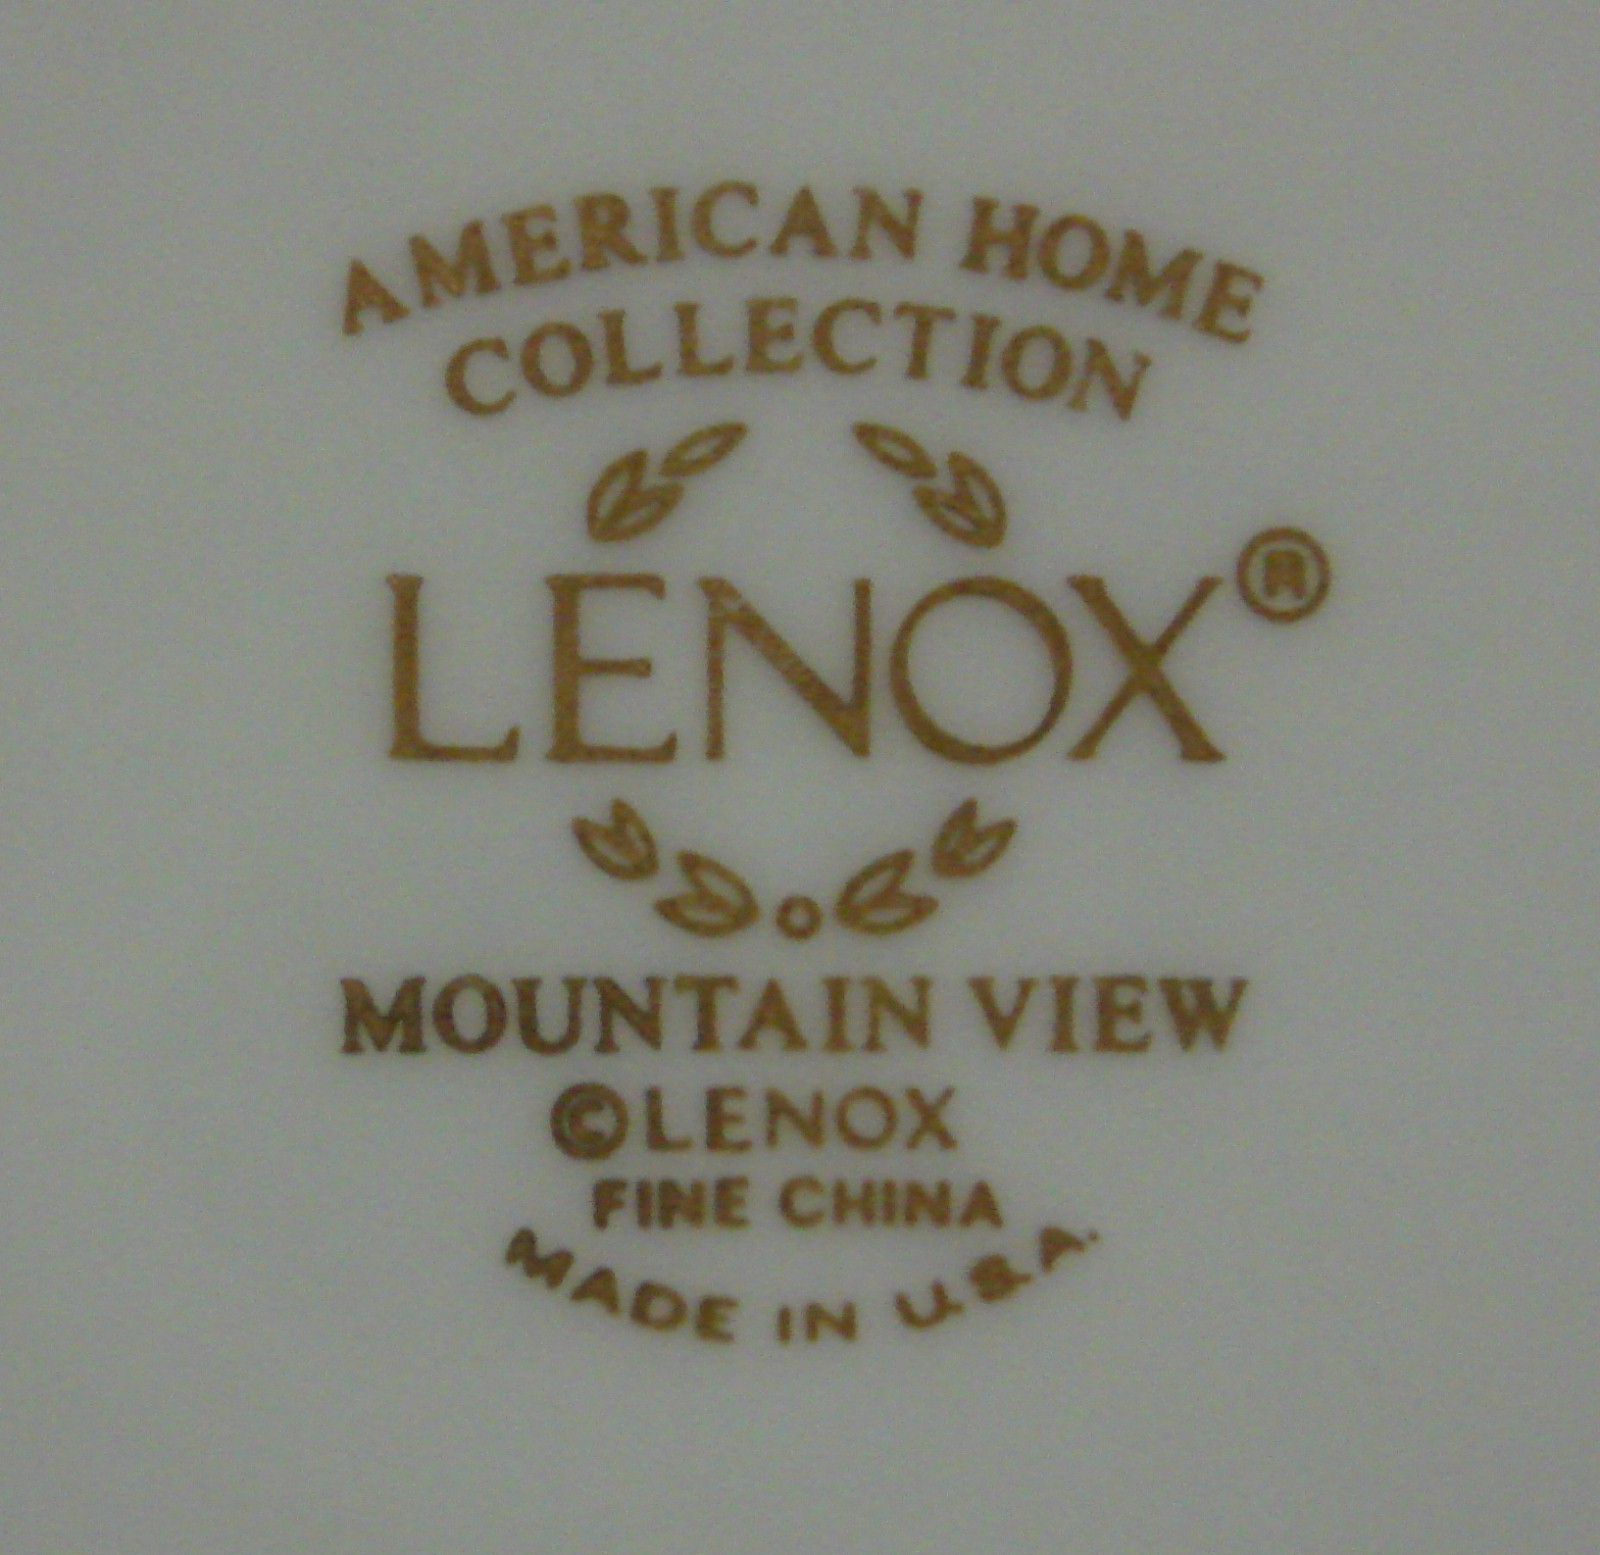 AMERICAN HOME
COLLECTION
LENOX®
MOUNTAIN VIEW
©LENOX
FINE CHINA
MADE IN U.S.A.